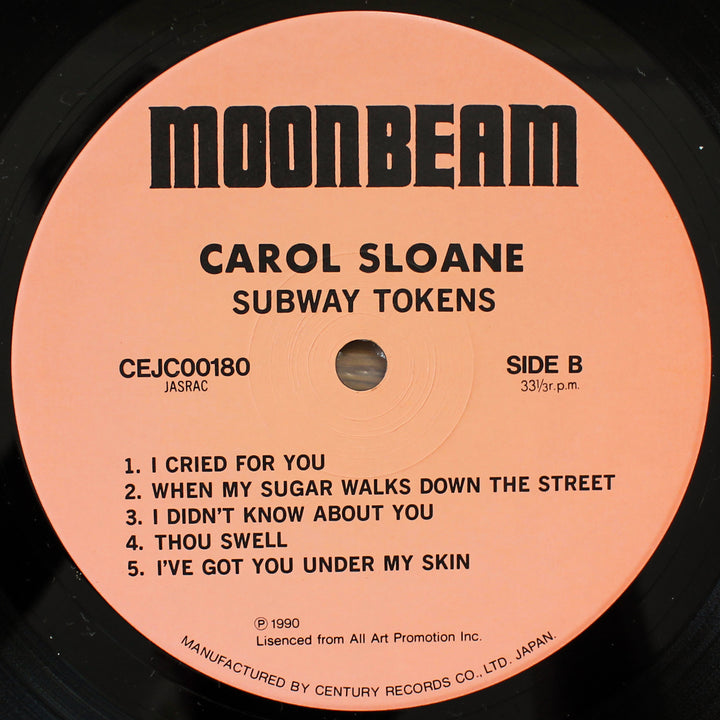 MOONBEAM
CAROL SLOANE
SUBWAY TOKENS
CEJC00180
JASRAC
SIDE B
33⅓r.p.m.
1. I CRIED FOR YOU
2. WHEN MY SUGAR WALKS DOWN THE STREET
3. I DIDN'T KNOW ABOUT YOU
4. THOU SWELL
5. I'VE GOT YOU UNDER MY SKIN
℗ 1990
Lisenced from All Art Promotion Inc.
MANUFACTURED BY CENTURY RECORDS CO., LTD. JAPAN.